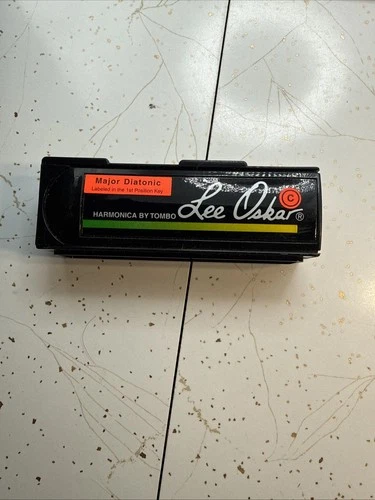 Major Diatonic
Labeled in the 1st Position Key
HARMONICA BY TOMBO
Lee Oskar®
C